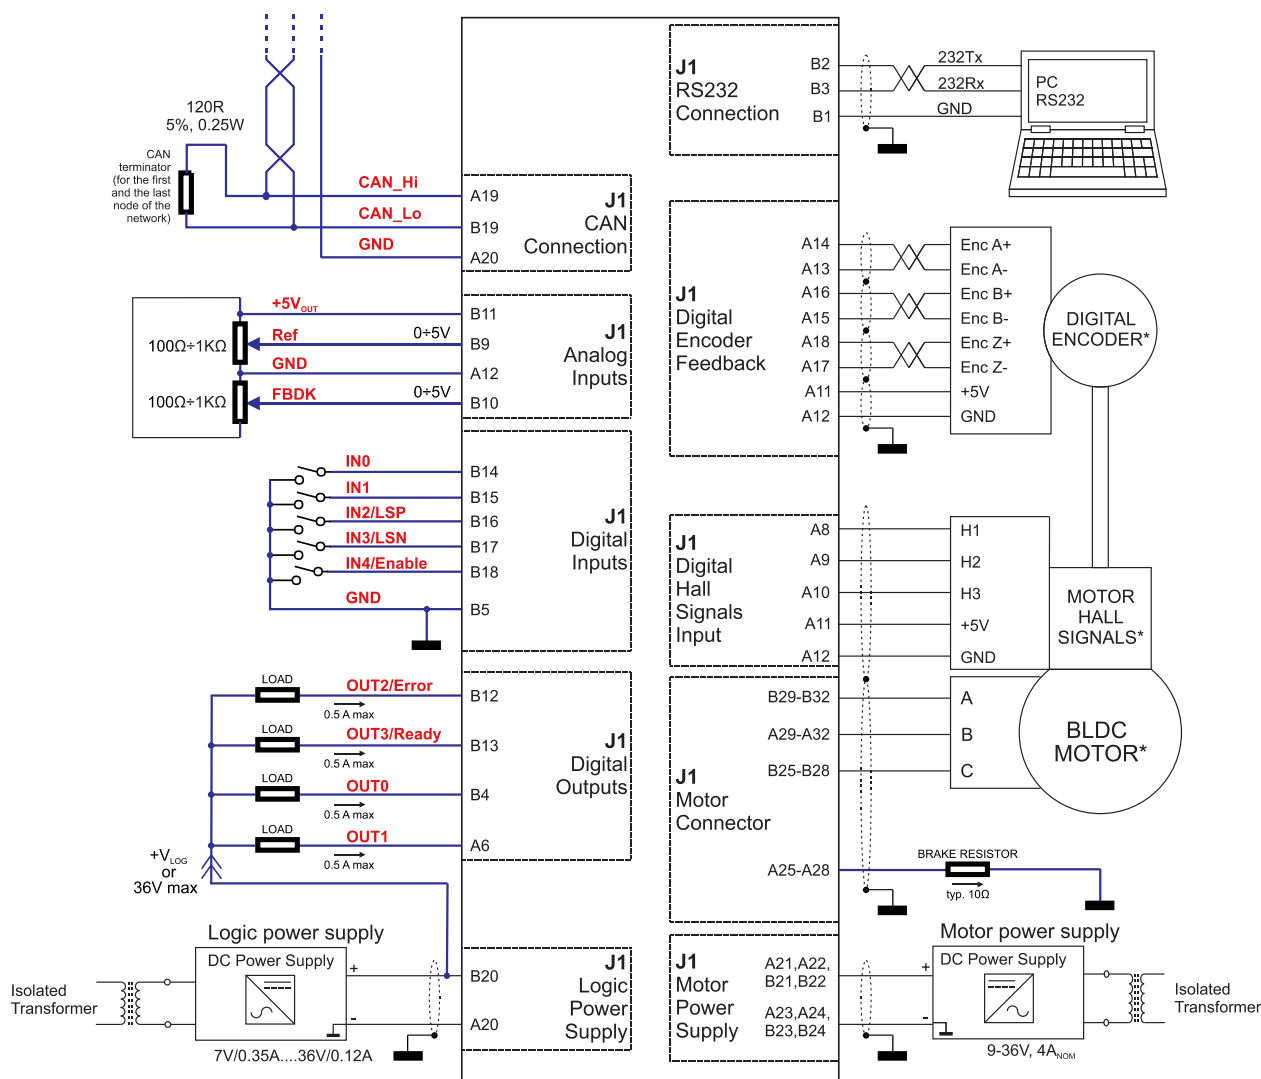 120R
5%, 0.25W
CAN
terminator
(for the first
and the last
node of the
network)
CAN_Hi
CAN_Lo
GND
A19
B19
A20
J1
CAN
Connection
+5VOUT
Ref
0÷5V
GND
FBDK
0÷5V
100Ω÷1KΩ
100Ω÷1KΩ
B11
B9
A12
B10
J1
Analog
Inputs
IN0
IN1
IN2/LSP
IN3/LSN
IN4/Enable
GND
B14
B15
B16
B17
B18
B5
J1
Digital
Inputs
LOAD
OUT2/Error
0.5 A max
LOAD
OUT3/Ready
0.5 A max
LOAD
OUT0
0.5 A max
LOAD
OUT1
0.5 A max
B12
B13
B4
A6
J1
Digital
Outputs
+VLOG
or
36V max
Logic power supply
DC Power Supply
+
-
Isolated
Transformer
7V/0.35A....36V/0.12A
B20
A20
J1
Logic
Power
Supply
J1
RS232
Connection
B2
B3
B1
232Tx
232Rx
GND
PC
RS232
J1
Digital
Encoder
Feedback
A14
A13
A16
A15
A18
A17
A11
A12
Enc A+
Enc A-
Enc B+
Enc B-
Enc Z+
Enc Z-
+5V
GND
DIGITAL
ENCODER*
J1
Digital
Hall
Signals
Input
A8
A9
A10
A11
A12
H1
H2
H3
+5V
GND
MOTOR
HALL
SIGNALS*
J1
Motor
Connector
B29-B32
A29-A32
B25-B28
A25-A28
A
B
C
BLDC
MOTOR*
BRAKE RESISTOR
typ. 10Ω
J1
Motor
Power
Supply
A21,A22,
B21,B22
A23,A24,
B23,B24
Motor power supply
DC Power Supply
+
-
9-36V, 4ANOM
Isolated
Transformer